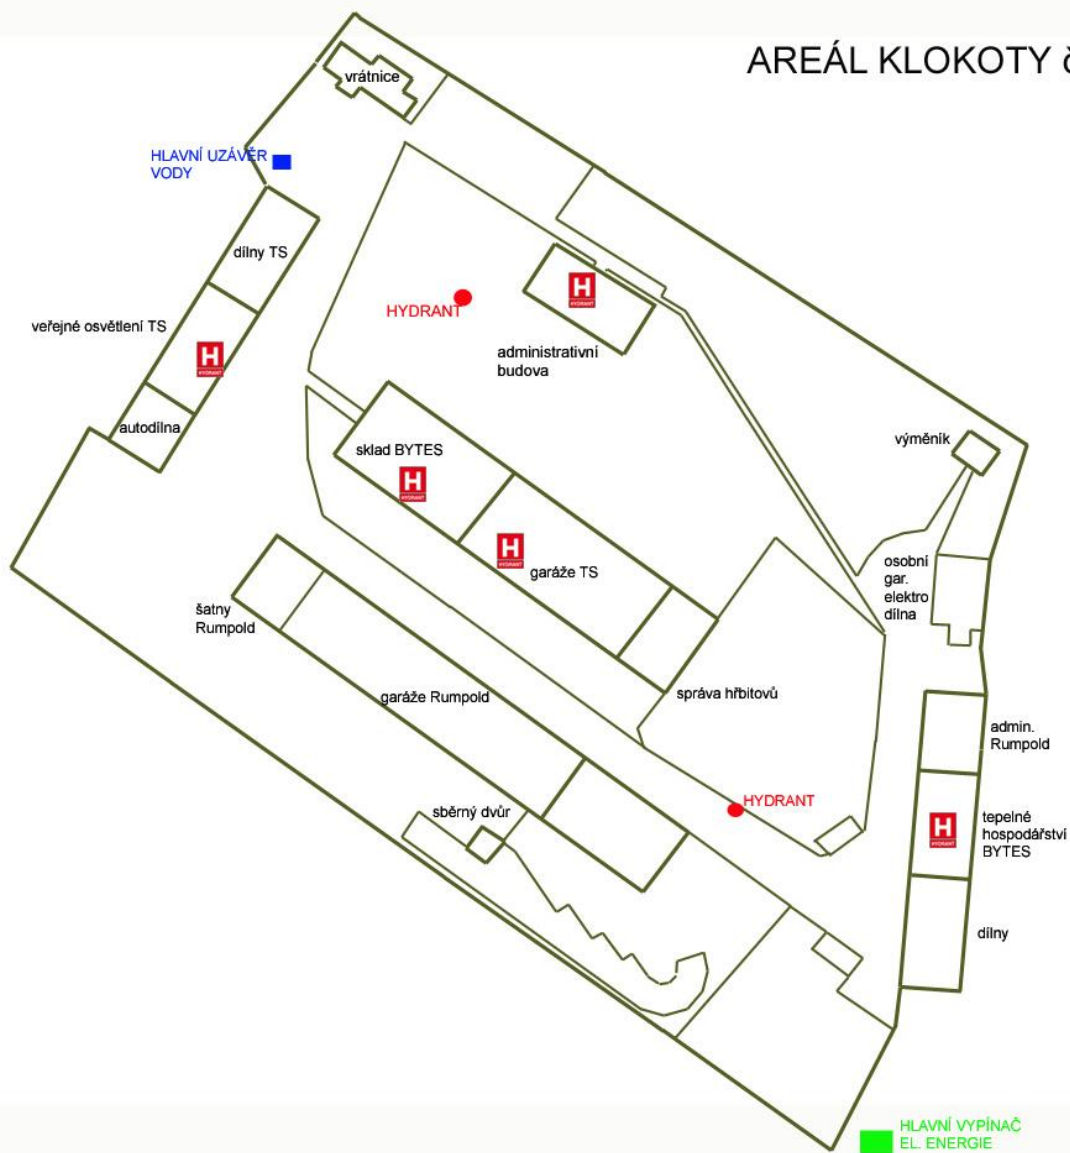 AREÁL KLOKOTY č
vrátnice
HLAVNÍ UZÁVĚR
VODY
dílny TS
veřejné osvětlení TS
H
HYDRANT
autodílna
HYDRANT
H
HYDRANT
administrativní
budova
sklad BYTES
H
HYDRANT
H
HYDRANT
garáže TS
výměník
osobní
gar.
elektro
dílna
šatny
Rumpold
garáže Rumpold
správa hřbitovů
admin.
Rumpold
sběrný dvůr
HYDRANT
H
HYDRANT
tepelné
hospodářství
BYTES
dílny
HLAVNÍ VYPÍNAČ
EL. ENERGIE